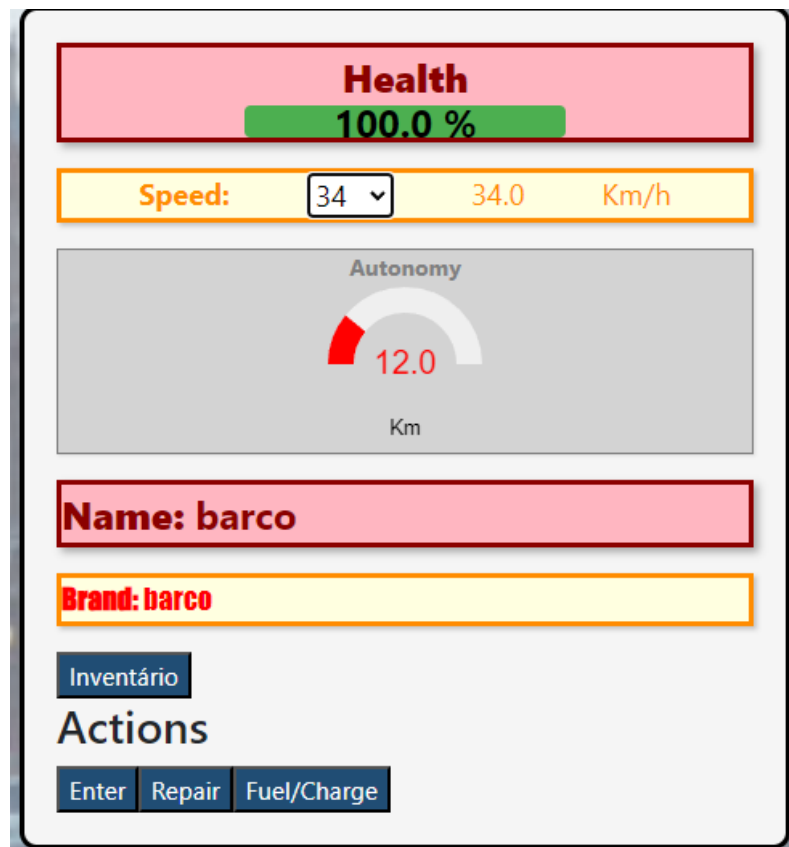 Health
100.0 %
Speed: 34 34.0 Km/h
Autonomy
12.0
Km
Name: barco
Brand: barco
Inventário
Actions
Enter Repair Fuel/Charge